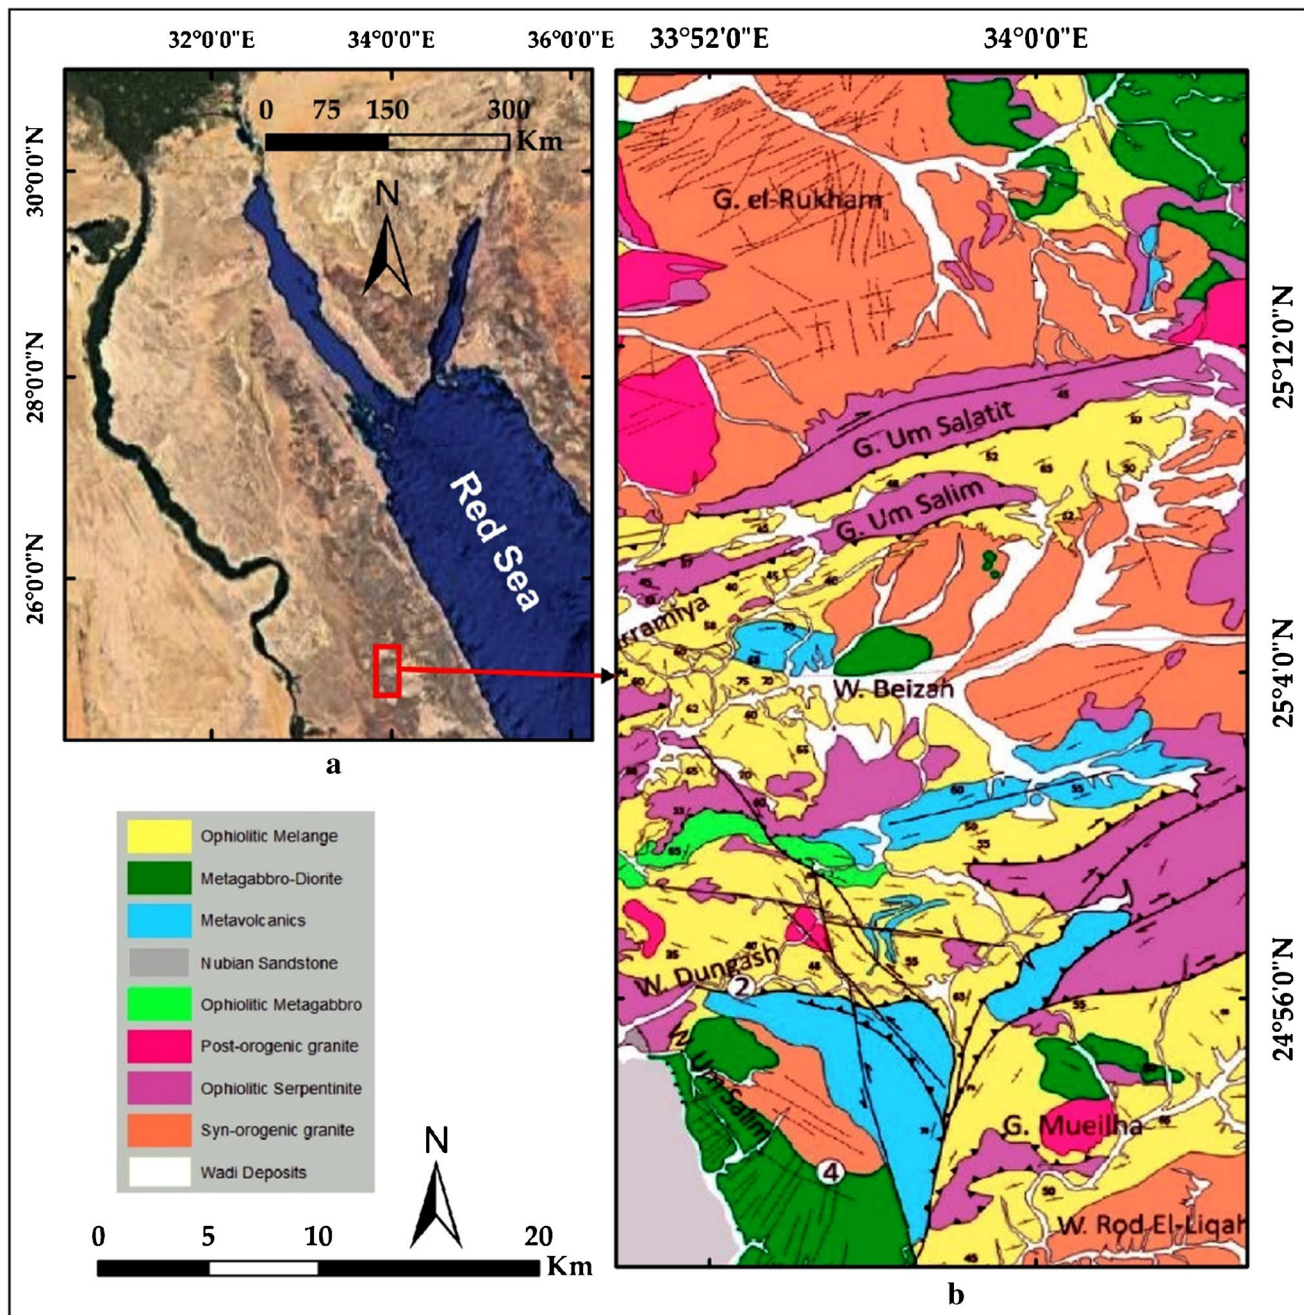 32°0'0"E 34°0'0"E 36°0'0"E
33°52'0"E 34°0'0"E
0 75 150 300
Km
N
30°0'0"N
28°0'0"N
26°0'0"N
Red Sea
a
G. el-Rukham
25°12'0"N
G. Um Salatit
G. Um Salim
25°4'0"N
W. Beizah
W. Dungash
2
24°56'0"N
Um Salim
G. Mueilha
4
W. Rod El-Liqah
b
Ophiolitic Melange
Metagabbro-Diorite
Metavolcanics
Nubian Sandstone
Ophiolitic Metagabbro
Post-orogenic granite
Ophiolitic Serpentinite
Syn-orogenic granite
Wadi Deposits
N
0 5 10 20
Km